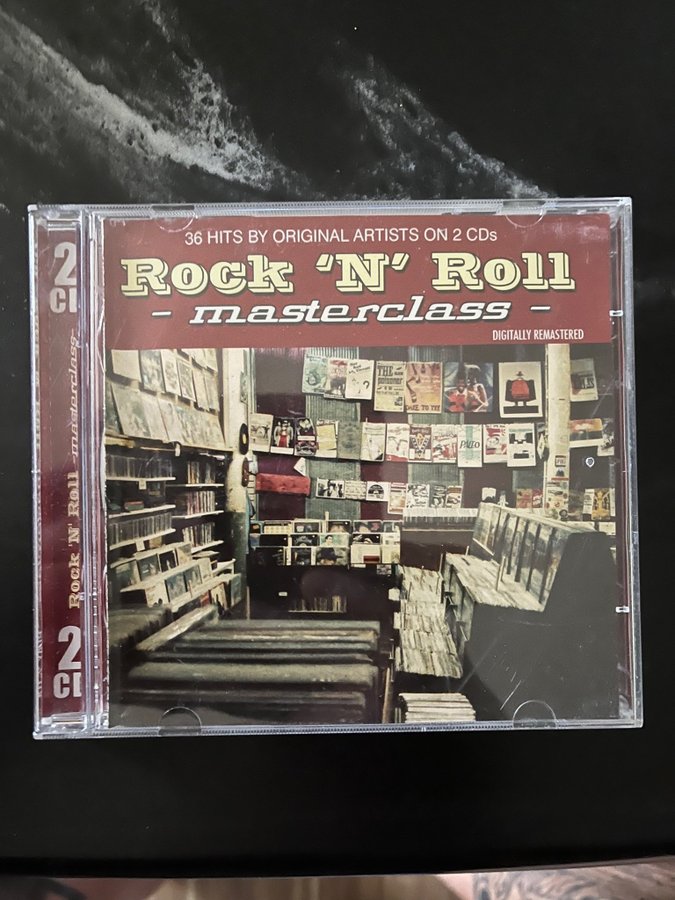 36 HITS BY ORIGINAL ARTISTS ON 2 CDs
Rock 'N' Roll
- masterclass -
DIGITALLY REMASTERED
2
CD
Rock 'N' Roll -masterclass-
2
CD